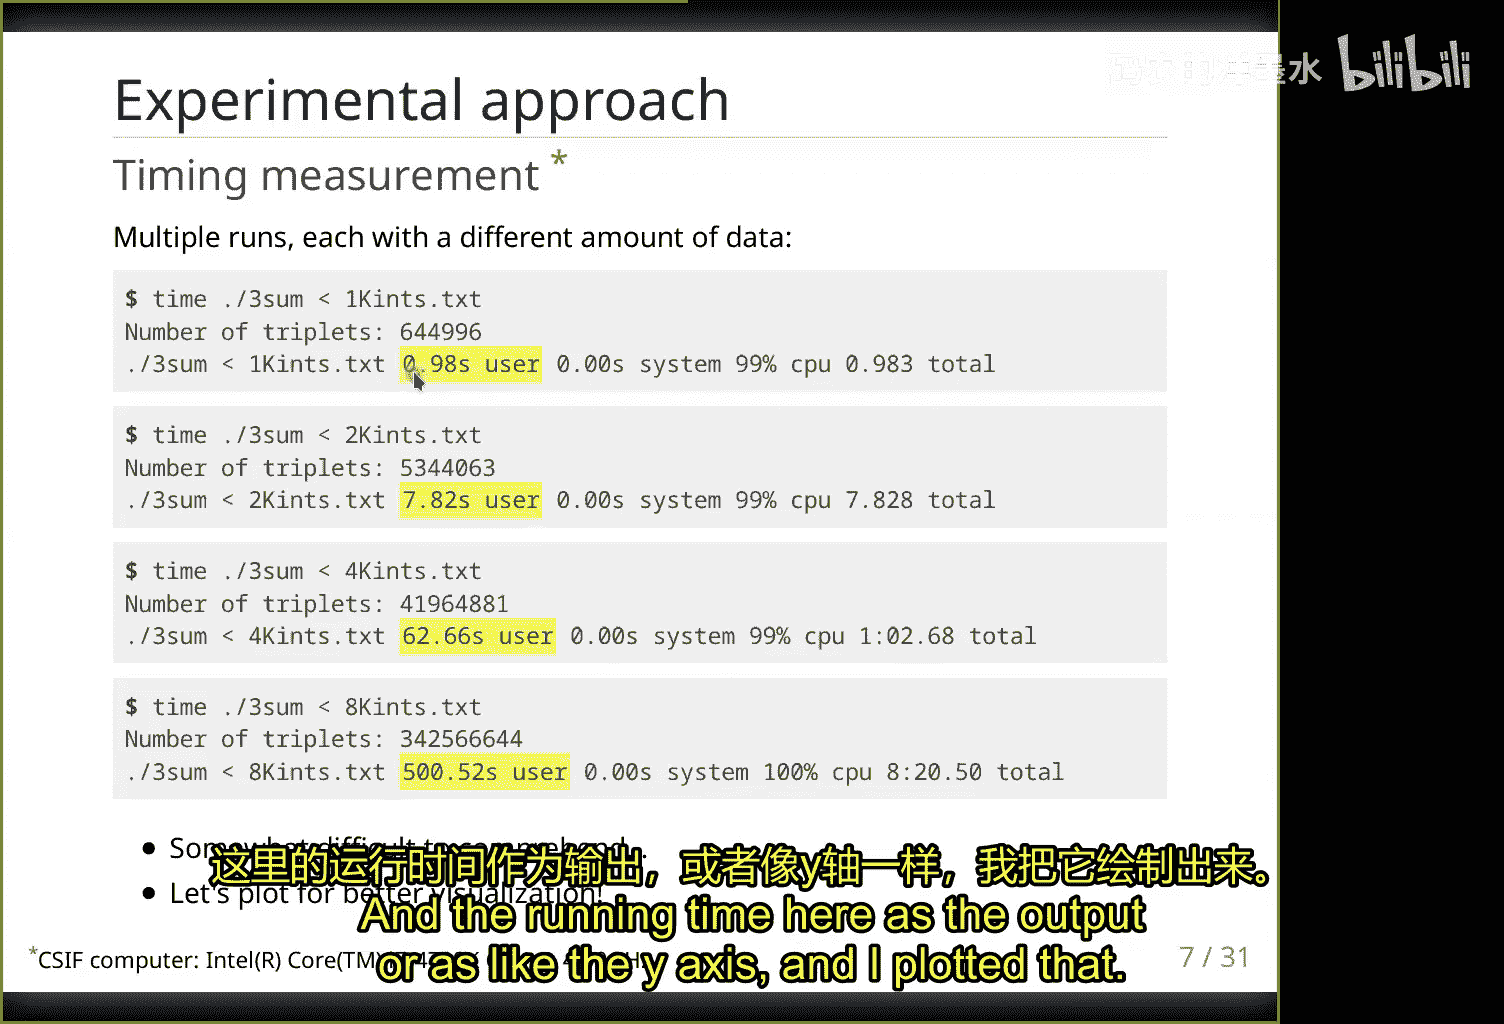 Experimental approach
水 bilibili
Timing measurement *
Multiple runs, each with a different amount of data:
$ time ./3sum < 1Kints.txt
Number of triplets: 644996
./3sum < 1Kints.txt 0.98s user 0.00s system 99% cpu 0.983 total
$ time ./3sum < 2Kints.txt
Number of triplets: 5344063
./3sum < 2Kints.txt 7.82s user 0.00s system 99% cpu 7.828 total
$ time ./3sum < 4Kints.txt
Number of triplets: 41964881
./3sum < 4Kints.txt 62.66s user 0.00s system 99% cpu 1:02.68 total
$ time ./3sum < 8Kints.txt
Number of triplets: 342566644
./3sum < 8Kints.txt 500.52s user 0.00s system 100% cpu 8:20.50 total
• Somewhat difficult to comprehend...
• Let's plot for better visualization!
这里的运行时间作为输出，或者像y轴一样，我把它绘制出来。
And the running time here as the output
or as like the y axis, and I plotted that.
*CSIF computer: Intel(R) Core(TM)
7 / 31